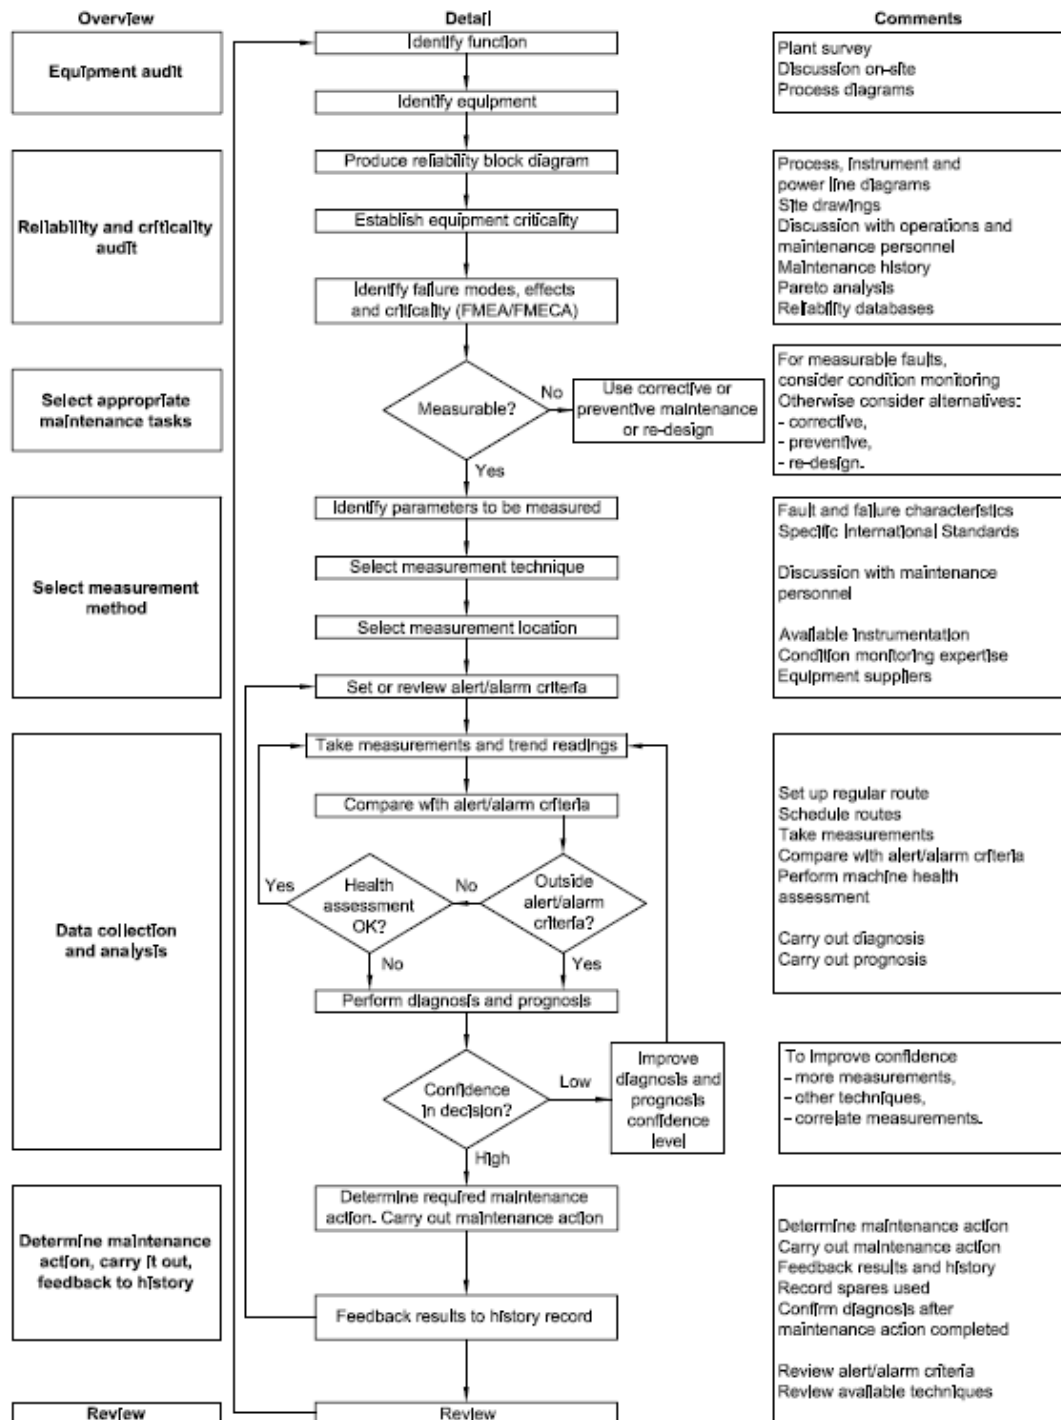 Overview
Detail
Comments
Equipment audit
Identify function
Identify equipment
Plant survey
Discussion on-site
Process diagrams
Reliability and criticality
audit
Produce reliability block diagram
Establish equipment criticality
Identify failure modes, effects
and criticality (FMEA/FMECA)
Process, instrument and
power line diagrams
Site drawings
Discussion with operations and
maintenance personnel
Maintenance history
Pareto analysis
Reliability databases
Select appropriate
maintenance tasks
Measurable?
No
Use corrective or
preventive maintenance
or re-design
Yes
For measurable faults,
consider condition monitoring
Otherwise consider alternatives:
- corrective,
- preventive,
- re-design.
Select measurement
method
Identify parameters to be measured
Select measurement technique
Select measurement location
Set or review alert/alarm criteria
Fault and failure characteristics
Specific International Standards
Discussion with maintenance
personnel
Available instrumentation
Condition monitoring expertise
Equipment suppliers
Data collection
and analysis
Take measurements and trend readings
Compare with alert/alarm criteria
Yes
Health
assessment
OK?
No
Outside
alert/alarm
criteria?
No
Yes
Perform diagnosis and prognosis
Confidence
in decision?
Low
Improve
diagnosis and
prognosis
confidence
level
High
Set up regular route
Schedule routes
Take measurements
Compare with alert/alarm criteria
Perform machine health
assessment
Carry out diagnosis
Carry out prognosis
To improve confidence
– more measurements,
– other techniques,
– correlate measurements.
Determine maintenance
action, carry it out,
feedback to history
Determine required maintenance
action. Carry out maintenance action
Feedback results to history record
Determine maintenance action
Carry out maintenance action
Feedback results and history
Record spares used
Confirm diagnosis after
maintenance action completed
Review alert/alarm criteria
Review available techniques
Review
Review